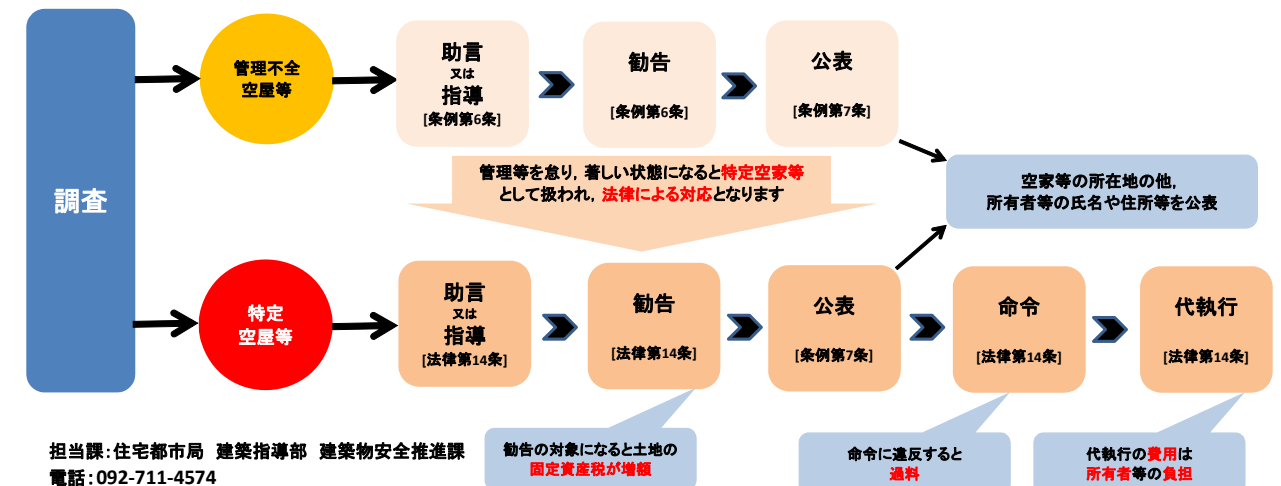 調査
管理不全
空屋等
助言
又は
指導
[条例第6条]
勧告
[条例第6条]
公表
[条例第7条]
管理等を怠り，著しい状態になると特定空家等
として扱われ，法律による対応となります
空家等の所在地の他，
所有者等の氏名や住所等を公表
特定
空屋等
助言
又は
指導
[法律第14条]
勧告
[法律第14条]
公表
[条例第7条]
命令
[法律第14条]
代執行
[法律第14条]
勧告の対象になると土地の
固定資産税が増額
命令に違反すると
過料
代執行の費用は
所有者等の負担
担当課：住宅都市局　建築指導部　建築物安全推進課
電話：092-711-4574